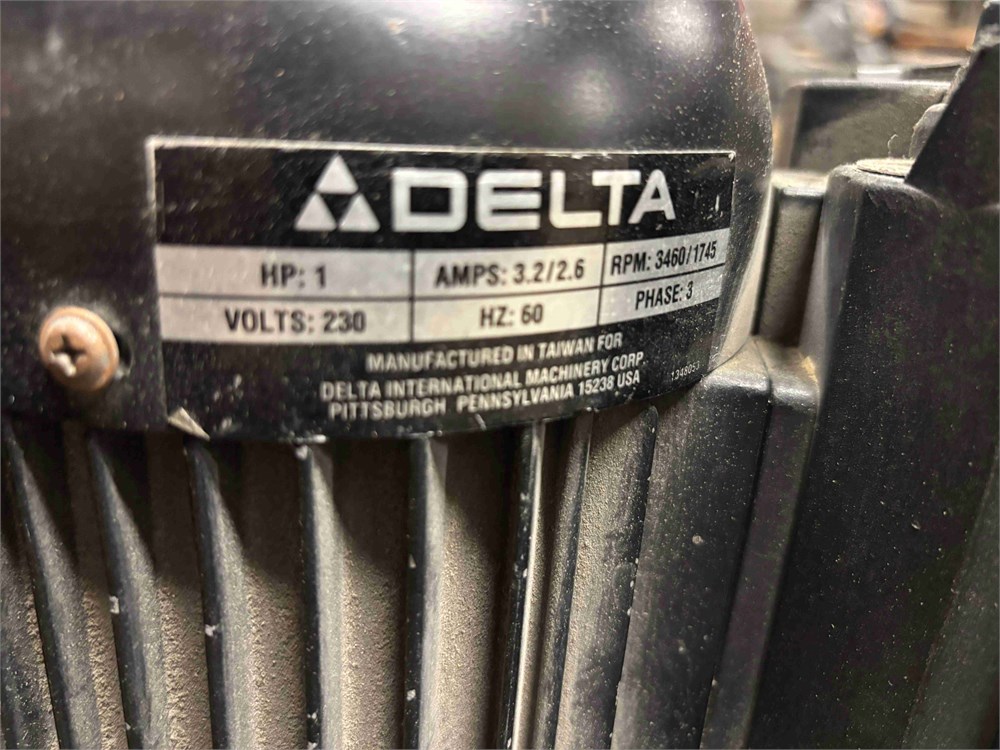 DELTA
HP: 1 AMPS: 3.2/2.6 RPM: 3460/1745
VOLTS: 230 HZ: 60 PHASE: 3
MANUFACTURED IN TAIWAN FOR
DELTA INTERNATIONAL MACHINERY CORP.
PITTSBURGH PENNSYLVANIA 15238 USA
1348053